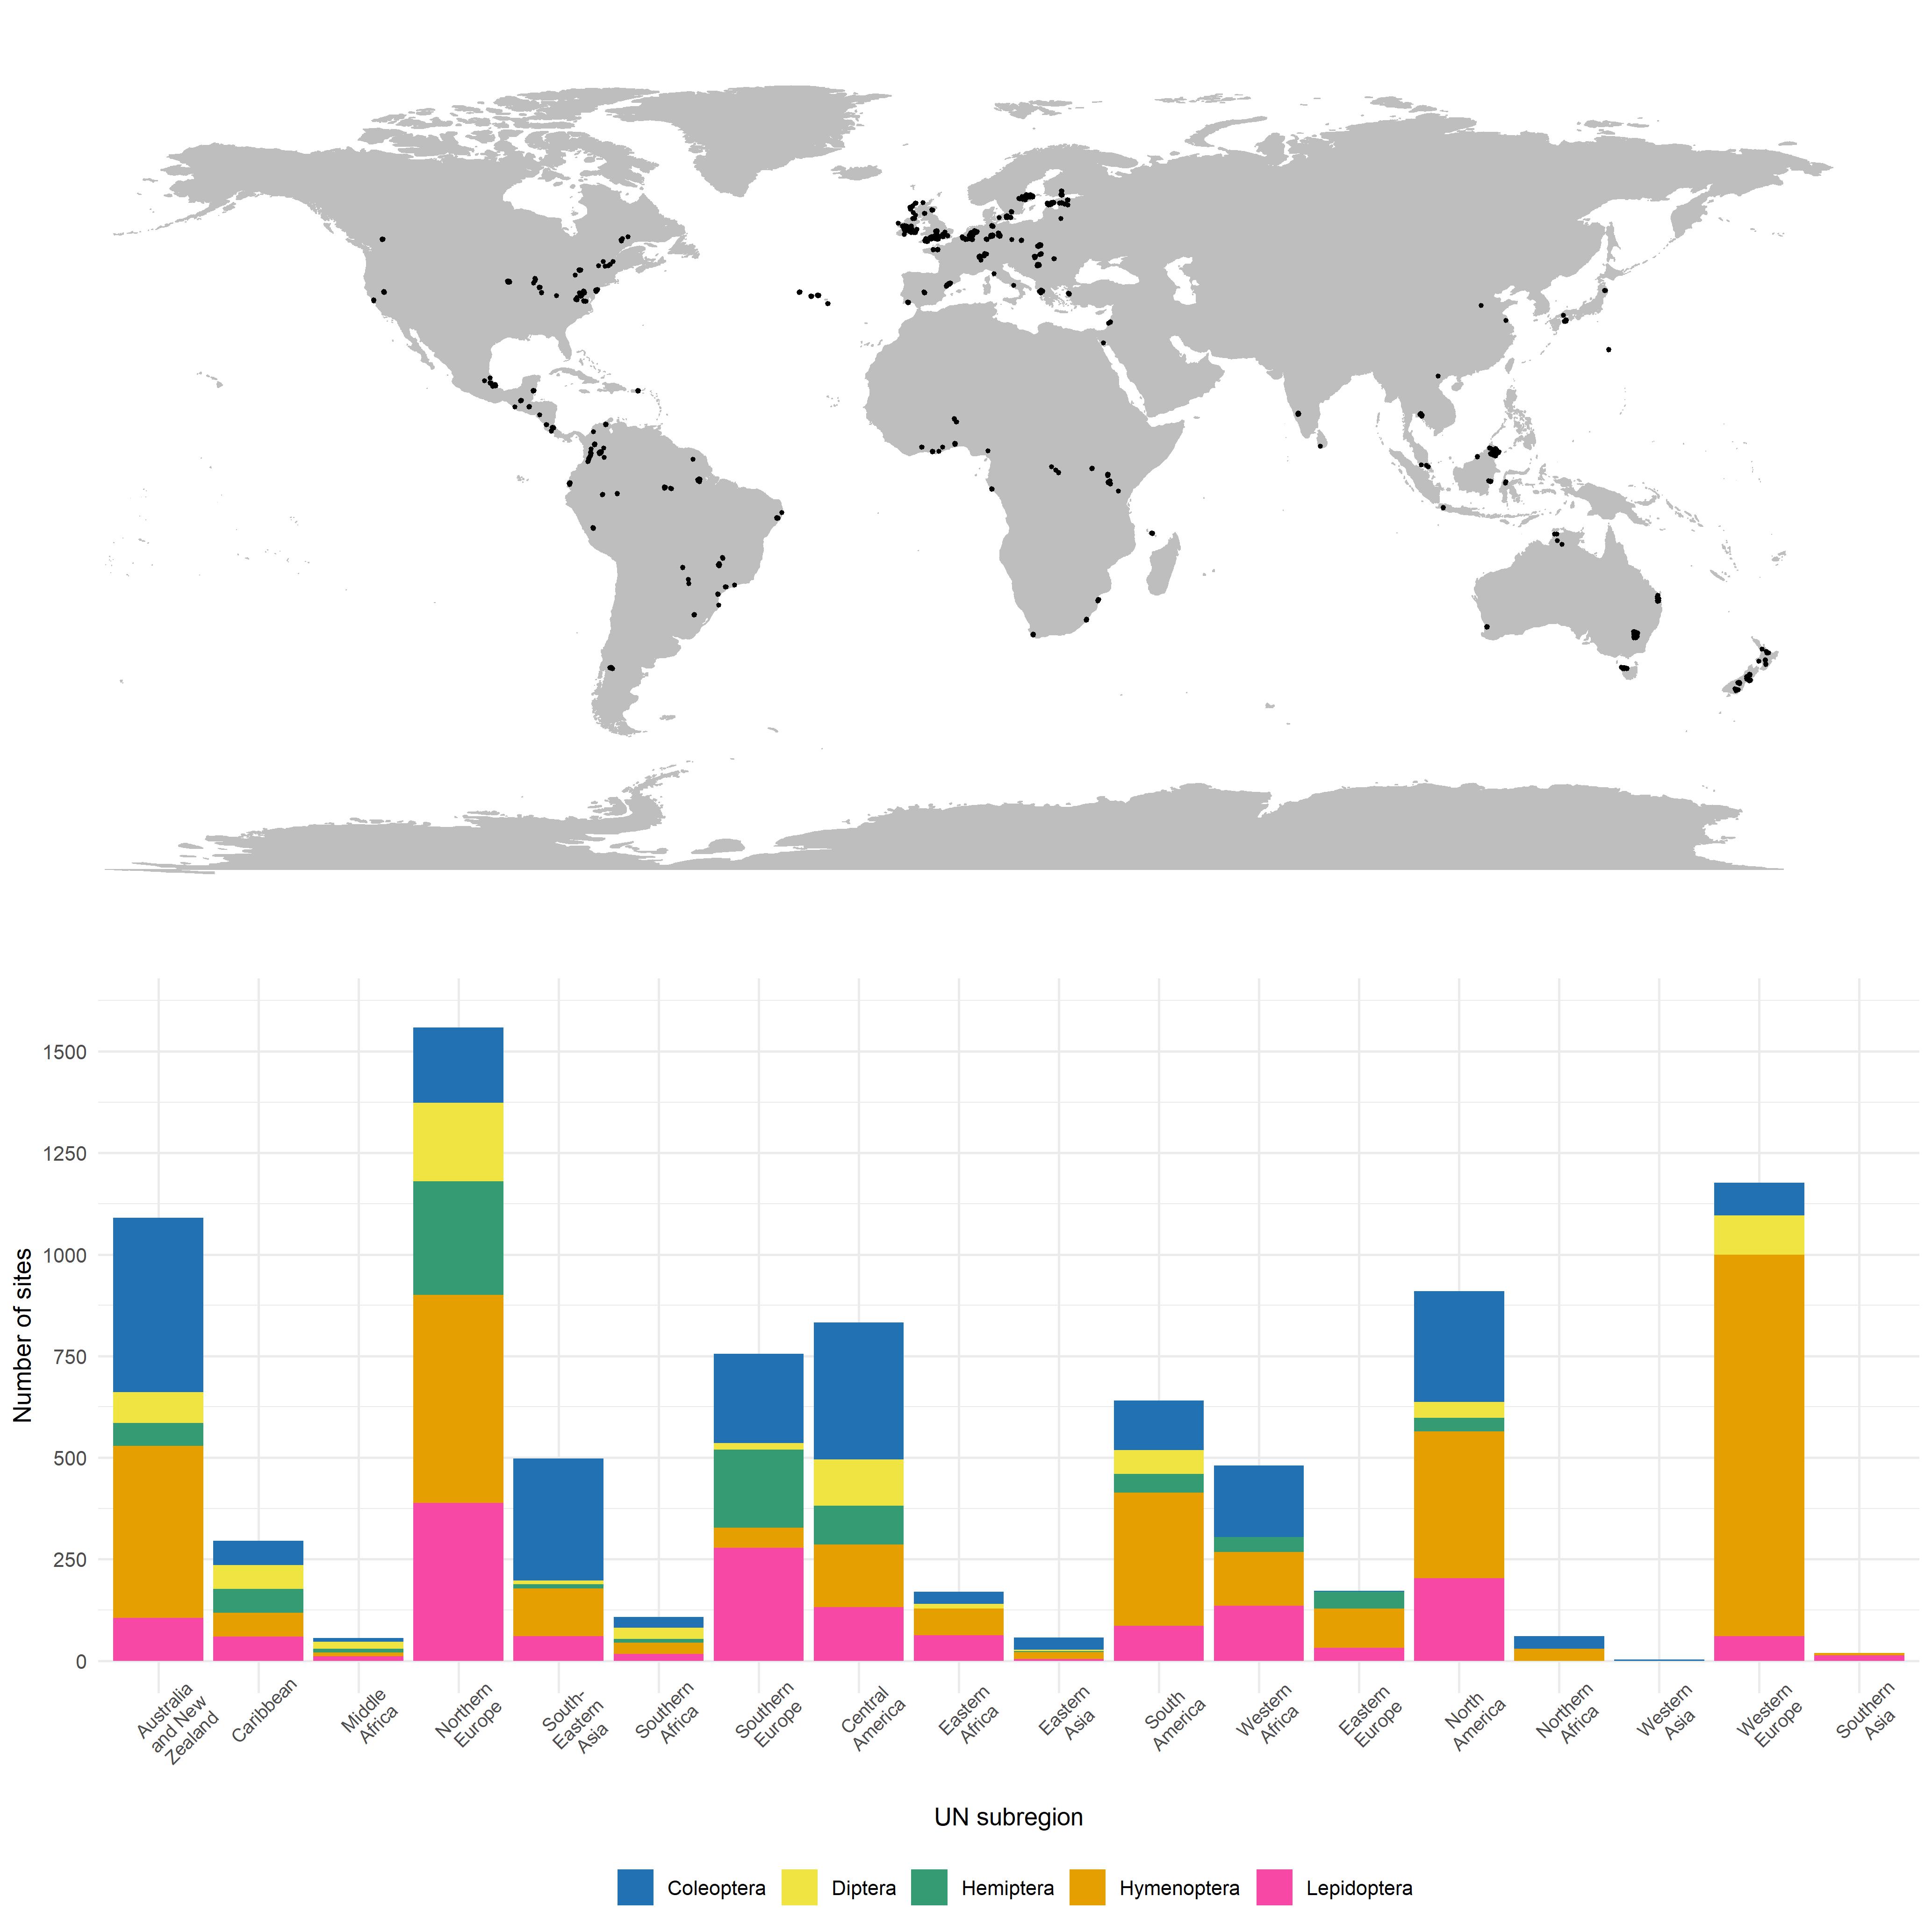 1500
1250
1000
750
500
250
0
Number of sites
Australia
and New
Zealand
Caribbean
Middle
Africa
Northern
Europe
South-
Eastern
Asia
Southern
Africa
Southern
Europe
Central
America
Eastern
Africa
Eastern
Asia
South
America
Western
Africa
Eastern
Europe
North
America
Northern
Africa
Western
Asia
Western
Europe
Southern
Asia
UN subregion
Coleoptera Diptera Hemiptera Hymenoptera Lepidoptera